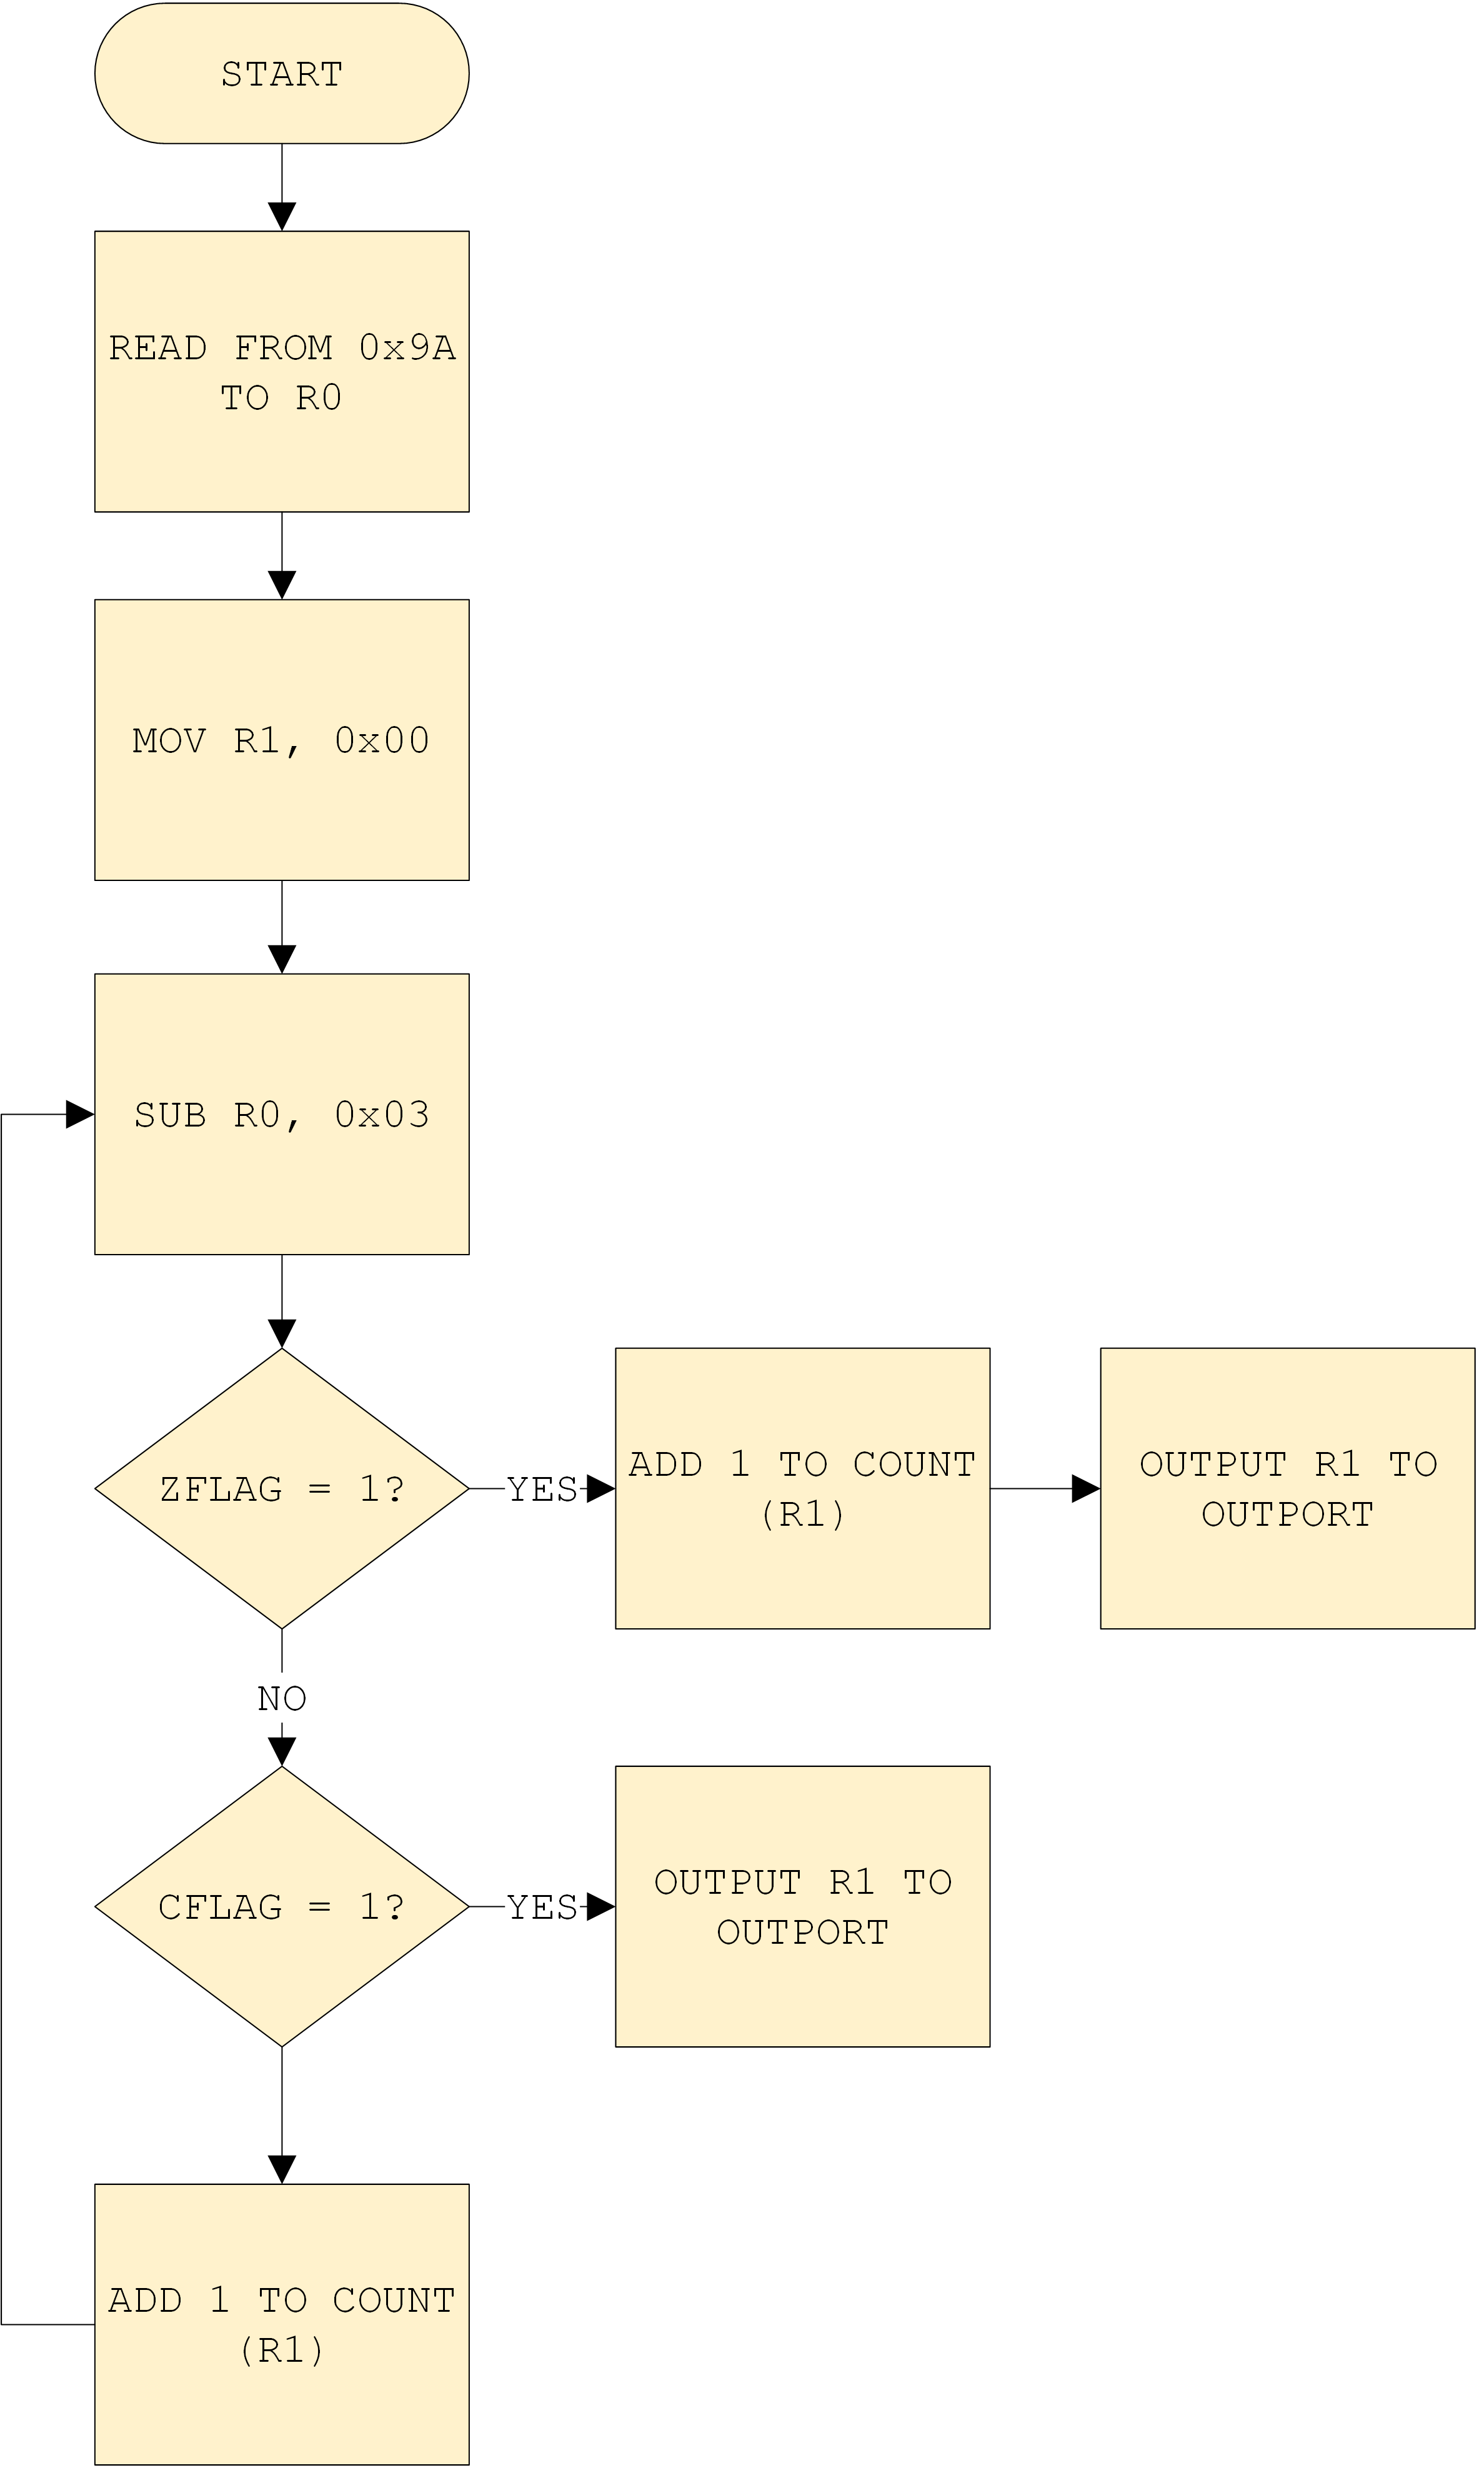 START
READ FROM 0x9A
TO R0
MOV R1, 0x00
SUB R0, 0x03
ZFLAG = 1?
YES
ADD 1 TO COUNT
(R1)
OUTPUT R1 TO
OUTPORT
NO
CFLAG = 1?
YES
OUTPUT R1 TO
OUTPORT
ADD 1 TO COUNT
(R1)